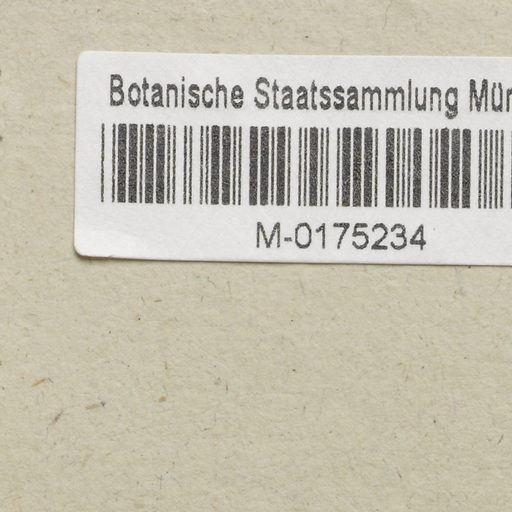 Botanische Staatssammlung Mün
M-0175234